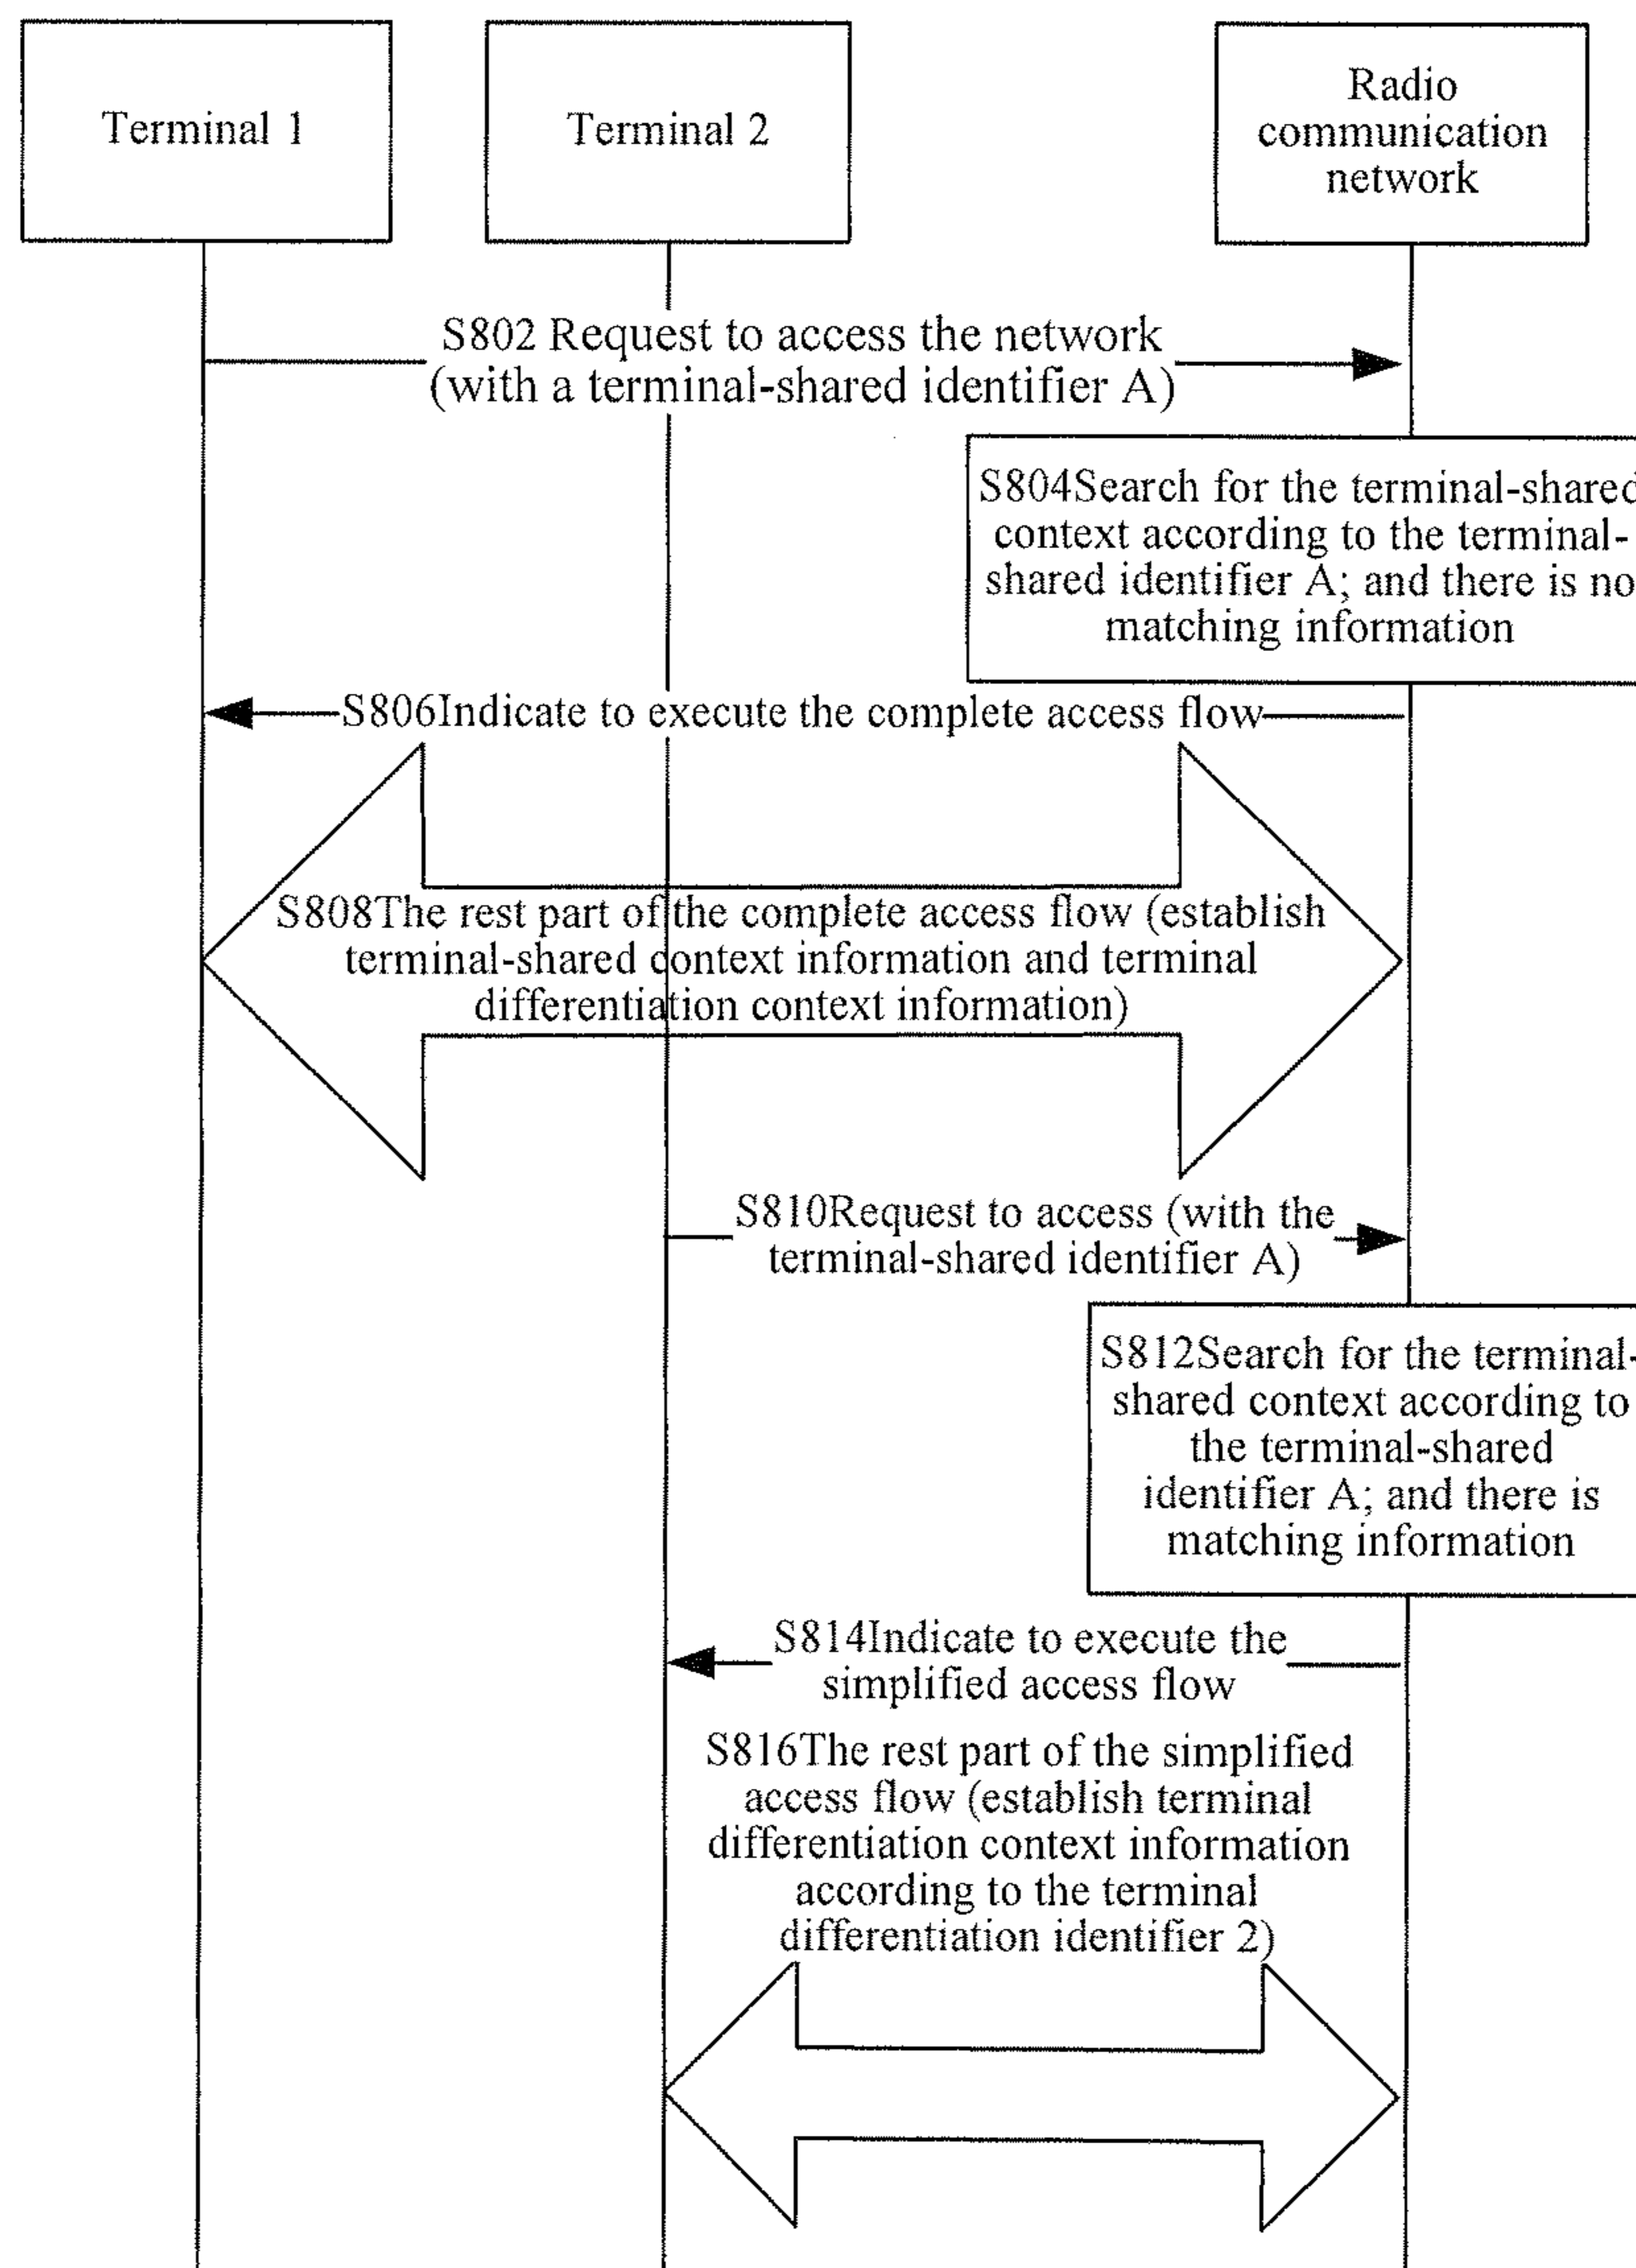 Terminal 1
Terminal 2
Radio
communication
network
S802 Request to access the network
(with a terminal-shared identifier A)
S804Search for the terminal-shared
context according to the terminal-
shared identifier A; and there is no
matching information
S806Indicate to execute the complete access flow
S808The rest part of the complete access flow (establish
terminal-shared context information and terminal
differentiation context information)
S810Request to access (with the
terminal-shared identifier A)
S812Search for the terminal-
shared context according to
the terminal-shared
identifier A; and there is
matching information
S814Indicate to execute the
simplified access flow
S816The rest part of the simplified
access flow (establish terminal
differentiation context information
according to the terminal
differentiation identifier 2)